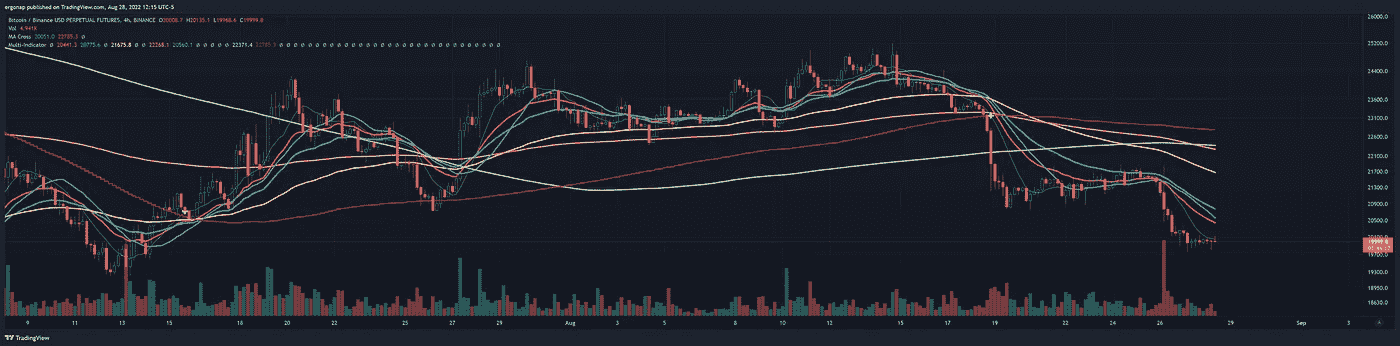 ergonap published on TradingView.com, Aug 28, 2022 12:15 UTC-5
Bitcoin / Binance USD PERPETUAL FUTURES, 4h, BINANCE O20008.7 H20135.1 L19968.6 C19999.8
Vol 4.941K
MA Cross 20051.0 22785.3 ∅
Multi-Indicator ∅ 20441.3 20775.6 ∅ 21675.8 ∅ ∅ 22268.1 20560.1 ∅ ∅ ∅ ∅ ∅ 22371.4 22785.3 ∅ ∅ ∅ ∅ ∅ ∅ ∅ ∅ ∅ ∅ ∅ ∅ ∅ ∅ ∅ ∅ ∅ ∅ ∅ ∅ ∅ ∅ ∅ ∅ ∅ ∅ ∅ ∅ ∅
26000.0
25200.0
24400.0
23600.0
23100.0
22600.0
22100.0
21700.0
21300.0
20900.0
20500.0
19999.8
19700.0
19300.0
18950.0
18600.0
9 11 13 15 18 20 22 25 27 29 Aug 3 5 8 10 12 15 17 19 22 24 26 29 Sep 3
A
TradingView